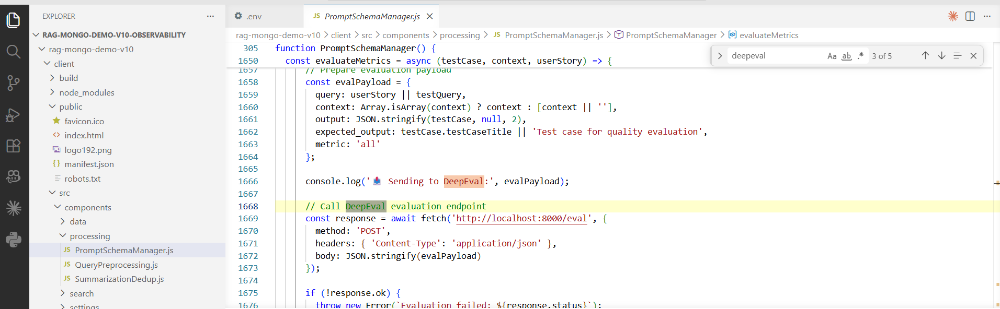 EXPLORER
RAG-MONGO-DEMO-V10-OBSERVABILITY
rag-mongo-demo-v10
client
build
node_modules
public
favicon.ico
index.html
logo192.png
manifest.json
robots.txt
src
components
data
processing
JS PromptSchemaManager.js
JS QueryPreprocessing.js
JS SummarizationDedup.js
search
settings
.env
JS PromptSchemaManager.js
rag-mongo-demo-v10 > client > src > components > processing > JS PromptSchemaManager.js > PromptSchemaManager > evaluateMetrics
deepeval Aa ab .* 3 of 5
305 function PromptSchemaManager() {
1650 const evaluateMetrics = async (testCase, context, userStory) => {
1657 // Prepare evaluation payload
1658 const evalPayload = {
1659 query: userStory || testQuery,
1660 context: Array.isArray(context) ? context : [context || ''],
1661 output: JSON.stringify(testCase, null, 2),
1662 expected_output: testCase.testCaseTitle || 'Test case for quality evaluation',
1663 metric: 'all'
1664 };
1665
1666 console.log('📤 Sending to DeepEval:', evalPayload);
1667
1668 // Call DeepEval evaluation endpoint
1669 const response = await fetch('http://localhost:8000/eval', {
1670 method: 'POST',
1671 headers: { 'Content-Type': 'application/json' },
1672 body: JSON.stringify(evalPayload)
1673 });
1674
1675 if (!response.ok) {
1676 throw new Error(`Evaluation failed: ${response.status}`);